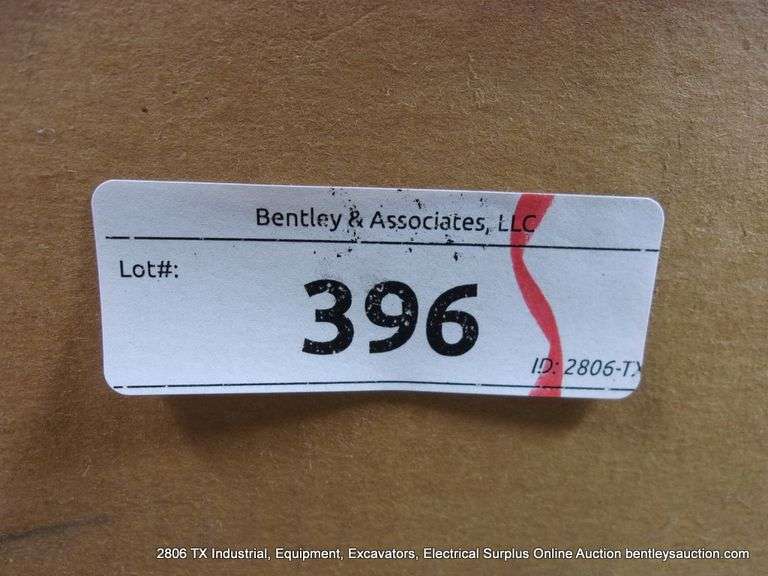 Bentley & Associates, LLC
Lot#:
396
ID: 2806-TX
2806 TX Industrial, Equipment, Excavators, Electrical Surplus Online Auction bentleysauction.com